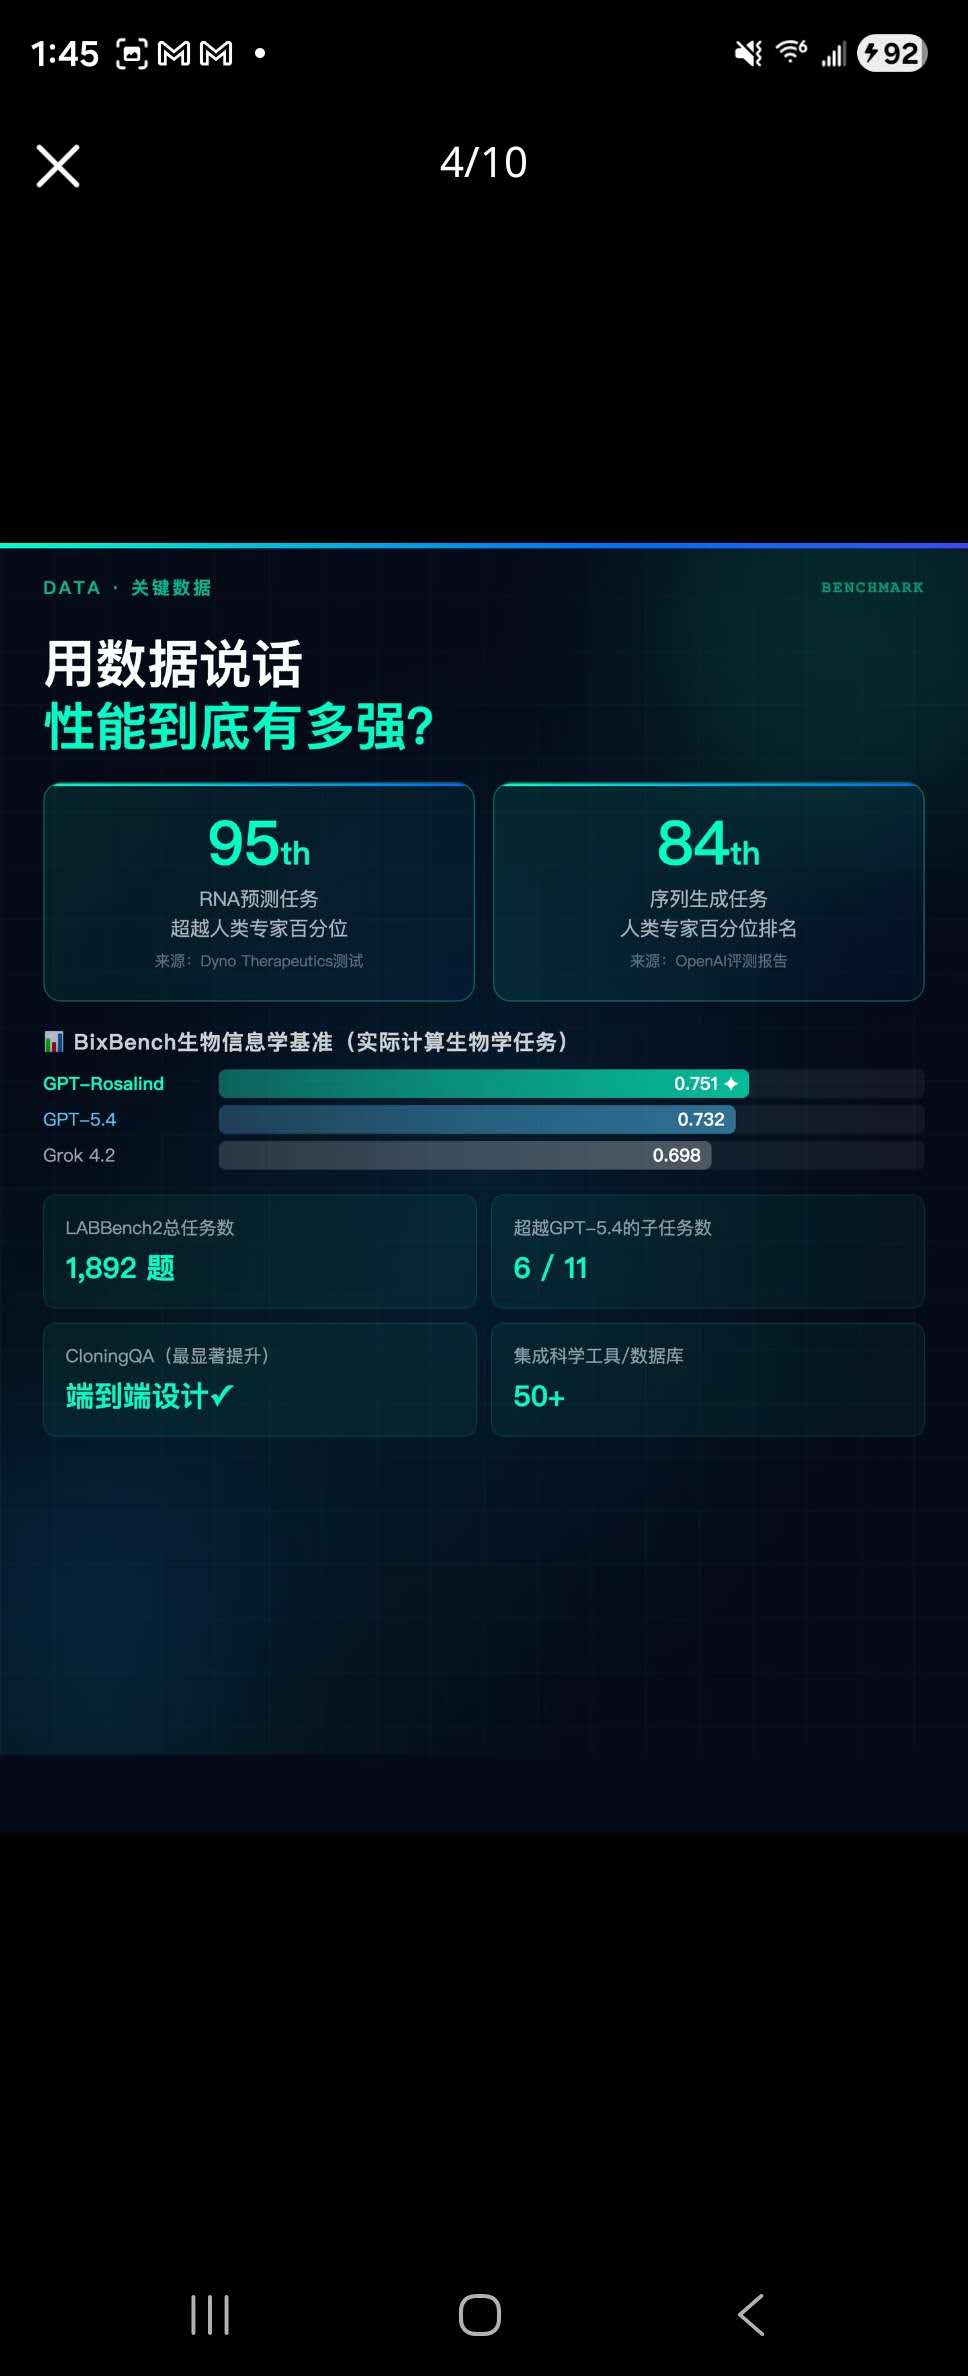 1:45
92
4/10
DATA · 关键数据
BENCHMARK
用数据说话
性能到底有多强?
95th
RNA预测任务
超越人类专家百分位
来源：Dyno Therapeutics测试
84th
序列生成任务
人类专家百分位排名
来源：OpenAI评测报告
BixBench生物信息学基准（实际计算生物学任务）
GPT-Rosalind 0.751 ✦
GPT-5.4 0.732
Grok 4.2 0.698
LABBench2总任务数
1,892 题
超越GPT-5.4的子任务数
6 / 11
CloningQA（最显著提升）
端到端设计✓
集成科学工具/数据库
50+